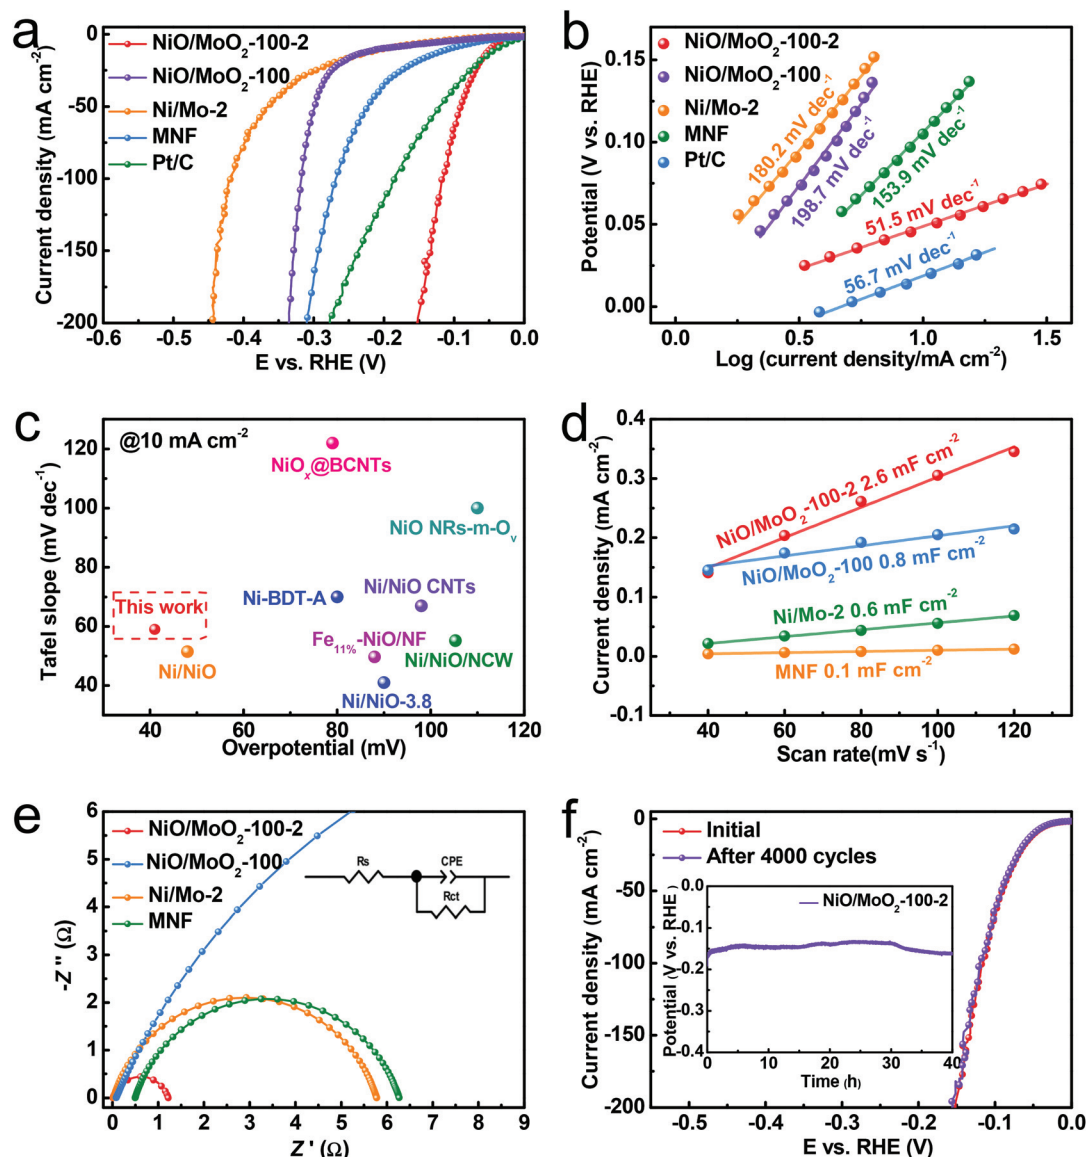 a
NiO/MoO₂-100-2
NiO/MoO₂-100
Ni/Mo-2
MNF
Pt/C
0
-50
-100
-150
-200
Current density (mA cm⁻²)
-0.6 -0.5 -0.4 -0.3 -0.2 -0.1 0.0
E vs. RHE (V)
b
NiO/MoO₂-100-2
NiO/MoO₂-100
Ni/Mo-2
MNF
Pt/C
180.2 mV dec⁻¹
198.7 mV dec⁻¹
153.9 mV dec⁻¹
51.5 mV dec⁻¹
56.7 mV dec⁻¹
0.15
0.10
0.05
0.00
Potential (V vs. RHE)
0.0 0.5 1.0 1.5
Log (current density/mA cm⁻²)
c
@10 mA cm⁻²
NiOₓ@BCNTs
NiO NRs-m-Oᵥ
Ni/NiO CNTs
Ni-BDT-A
This work
Fe₁₁%-NiO/NF
Ni/NiO
Ni/NiO/NCW
Ni/NiO-3.8
120
100
80
60
40
Tafel slope (mV dec⁻¹)
40 60 80 100 120
Overpotential (mV)
d
NiO/MoO₂-100-2 2.6 mF cm⁻²
NiO/MoO₂-100 0.8 mF cm⁻²
Ni/Mo-2 0.6 mF cm⁻²
MNF 0.1 mF cm⁻²
0.4
0.3
0.2
0.1
0.0
-0.1
Current density (mA cm⁻²)
40 60 80 100 120
Scan rate(mV s⁻¹)
e
NiO/MoO₂-100-2
NiO/MoO₂-100
Ni/Mo-2
MNF
Rs
CPE
Rct
6
5
4
3
2
1
0
-Z'' (Ω)
0 1 2 3 4 5 6 7 8 9
Z' (Ω)
f
Initial
After 4000 cycles
NiO/MoO₂-100-2
0.0
-0.1
-0.2
-0.3
-0.4
Potential (V vs. RHE )
0 10 20 30 40
Time (h)
0
-50
-100
-150
-200
Current density (mA cm⁻²)
-0.5 -0.4 -0.3 -0.2 -0.1 0.0
E vs. RHE (V)